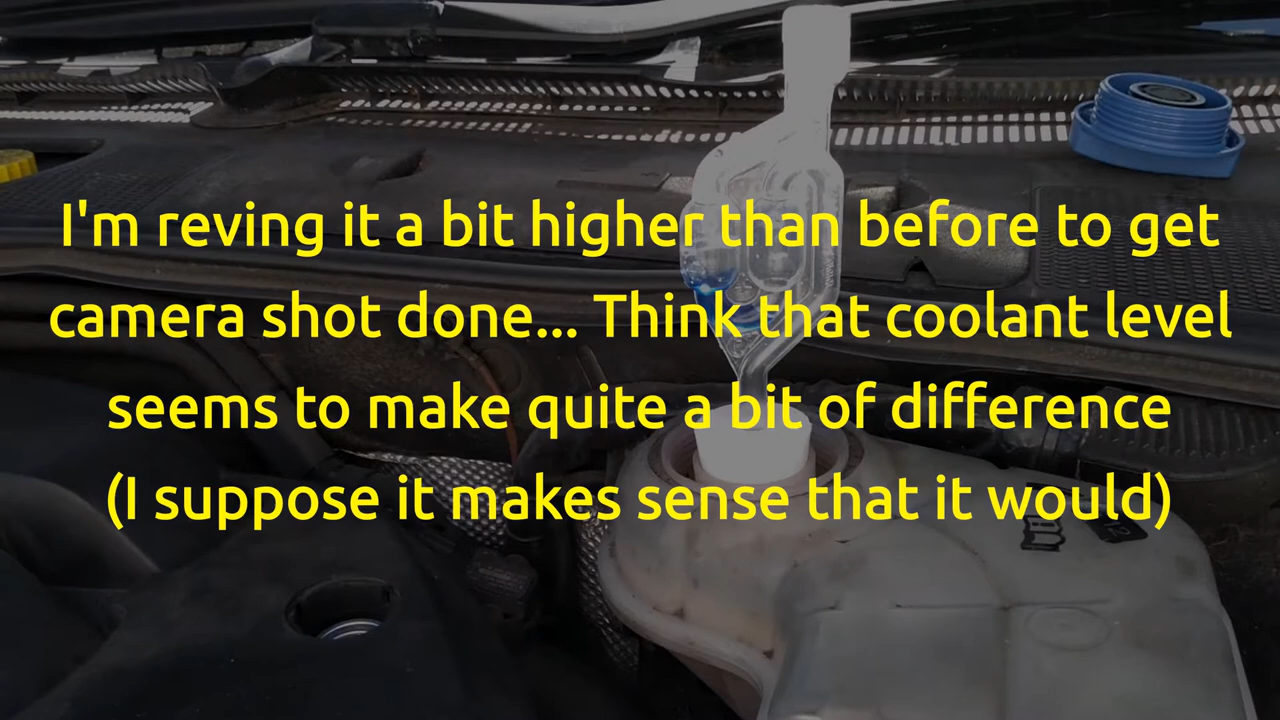 I'm reving it a bit higher than before to get
camera shot done... Think that coolant level
seems to make quite a bit of difference
(I suppose it makes sense that it would)